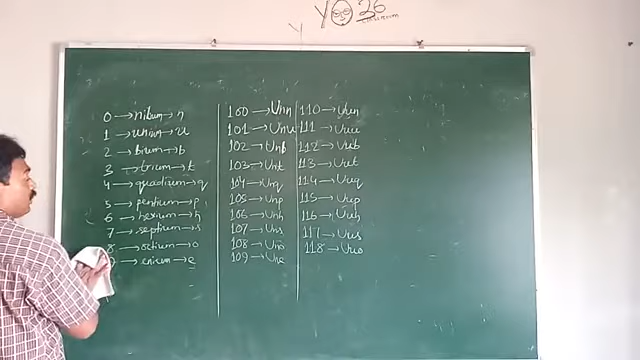 0 → nilum → n
1 → unium → u
2 → bium → b
3 → trium → t
4 → quadium → q
5 → pentium → p
6 → hexium → h
7 → septium → s
8 → octium → o
9 → enium → e
100 → Unn
101 → Unu
102 → Unb
103 → Unt
104 → Unq
105 → Unp
106 → Unh
107 → Uns
108 → Uno
109 → Une
110 → Uun
111 → Uuu
112 → Uub
113 → Uut
114 → Uuq
115 → Uup
116 → Uuh
117 → Uus
118 → Uuo